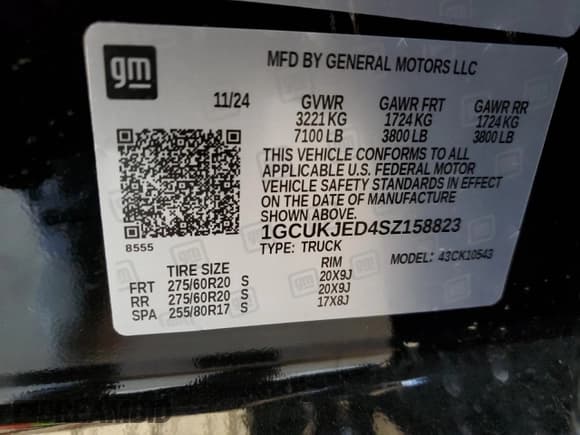 gm
MFD BY GENERAL MOTORS LLC
11/24 GVWR GAWR FRT GAWR RR
3221 KG 1724 KG 1724 KG
7100 LB 3800 LB 3800 LB
THIS VEHICLE CONFORMS TO ALL
APPLICABLE U.S. FEDERAL MOTOR
VEHICLE SAFETY STANDARDS IN EFFECT
ON THE DATE OF MANUFACTURE
SHOWN ABOVE.
1GCUKJED4SZ158823
8555
TYPE: TRUCK MODEL: 43CK10543
TIRE SIZE RIM
FRT 275/60R20 S 20X9J
RR 275/60R20 S 20X9J
SPA 255/80R17 S 17X8J